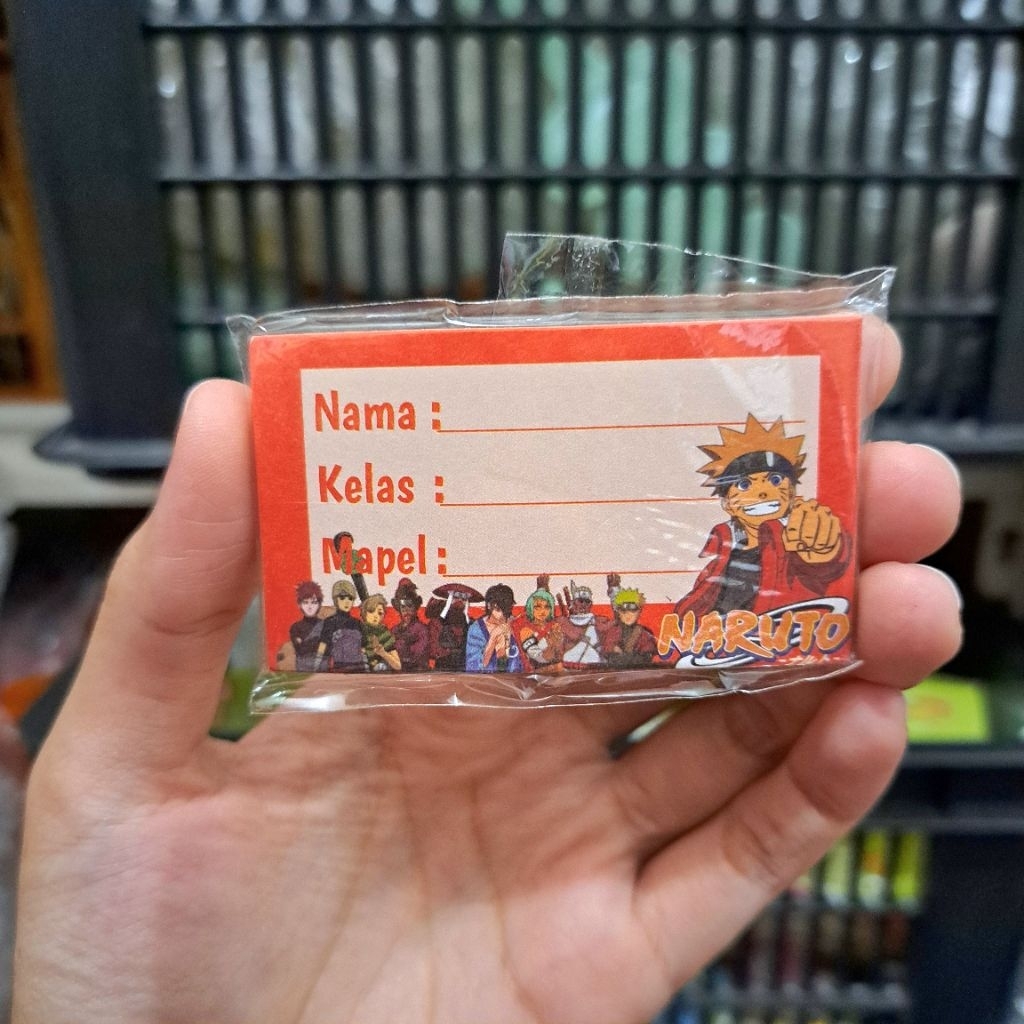 Nama :
Kelas :
Mapel :
NARUTO